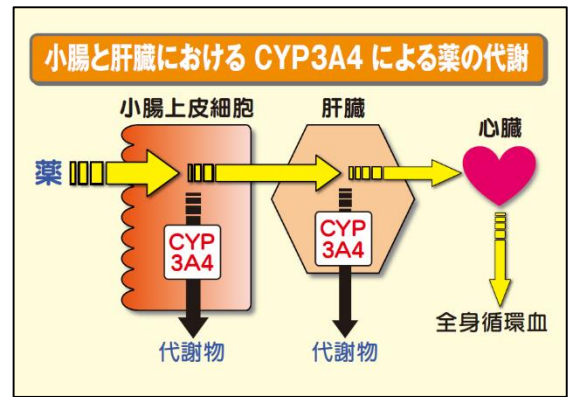 小腸と肝臓における CYP3A4 による薬の代謝
小腸上皮細胞
肝臓
心臓
薬
CYP
3A4
CYP
3A4
代謝物
代謝物
全身循環血